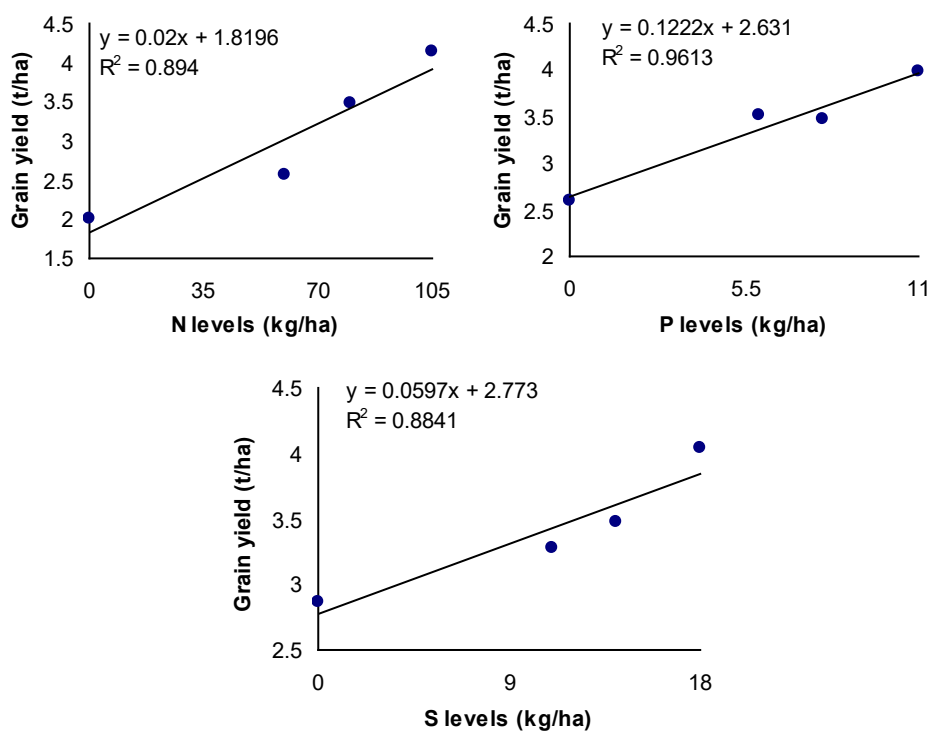 y = 0.02x + 1.8196
R² = 0.894
Grain yield (t/ha)
4.5
4
3.5
3
2.5
2
1.5
0 35 70 105
N levels (kg/ha)
y = 0.1222x + 2.631
R² = 0.9613
Grain yield (t/ha)
4.5
4
3.5
3
2.5
2
0 5.5 11
P levels (kg/ha)
y = 0.0597x + 2.773
R² = 0.8841
Grain yield (t/ha)
4.5
4
3.5
3
2.5
0 9 18
S levels (kg/ha)